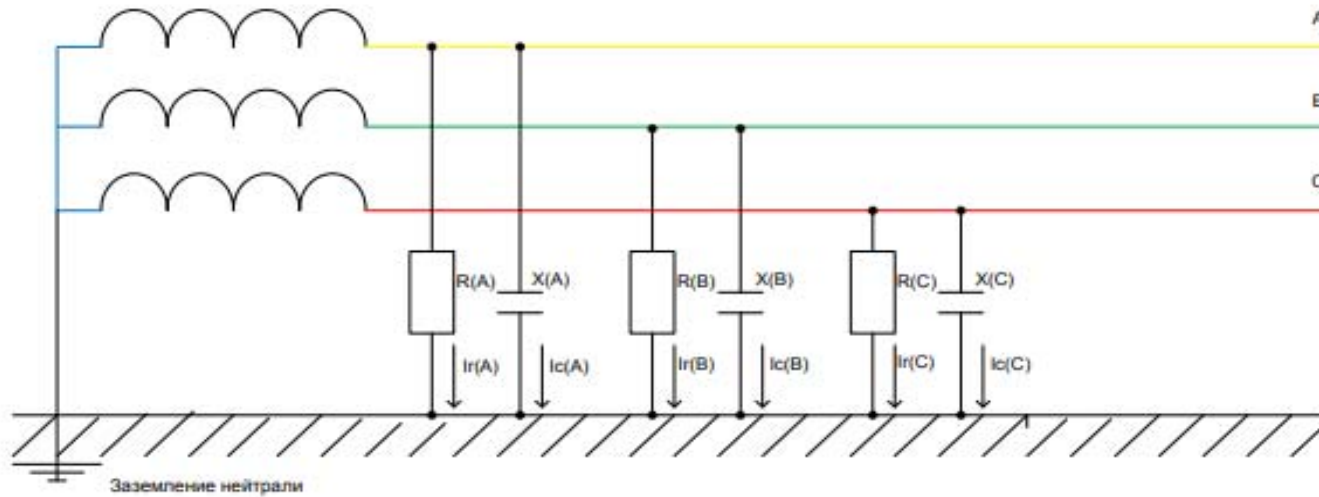 A
B
C
R(A) X(A) R(B) X(B) R(C) X(C)
Ir(A) Ic(A) Ir(B) Ic(B) Ir(C) Ic(C)
Заземление нейтрали